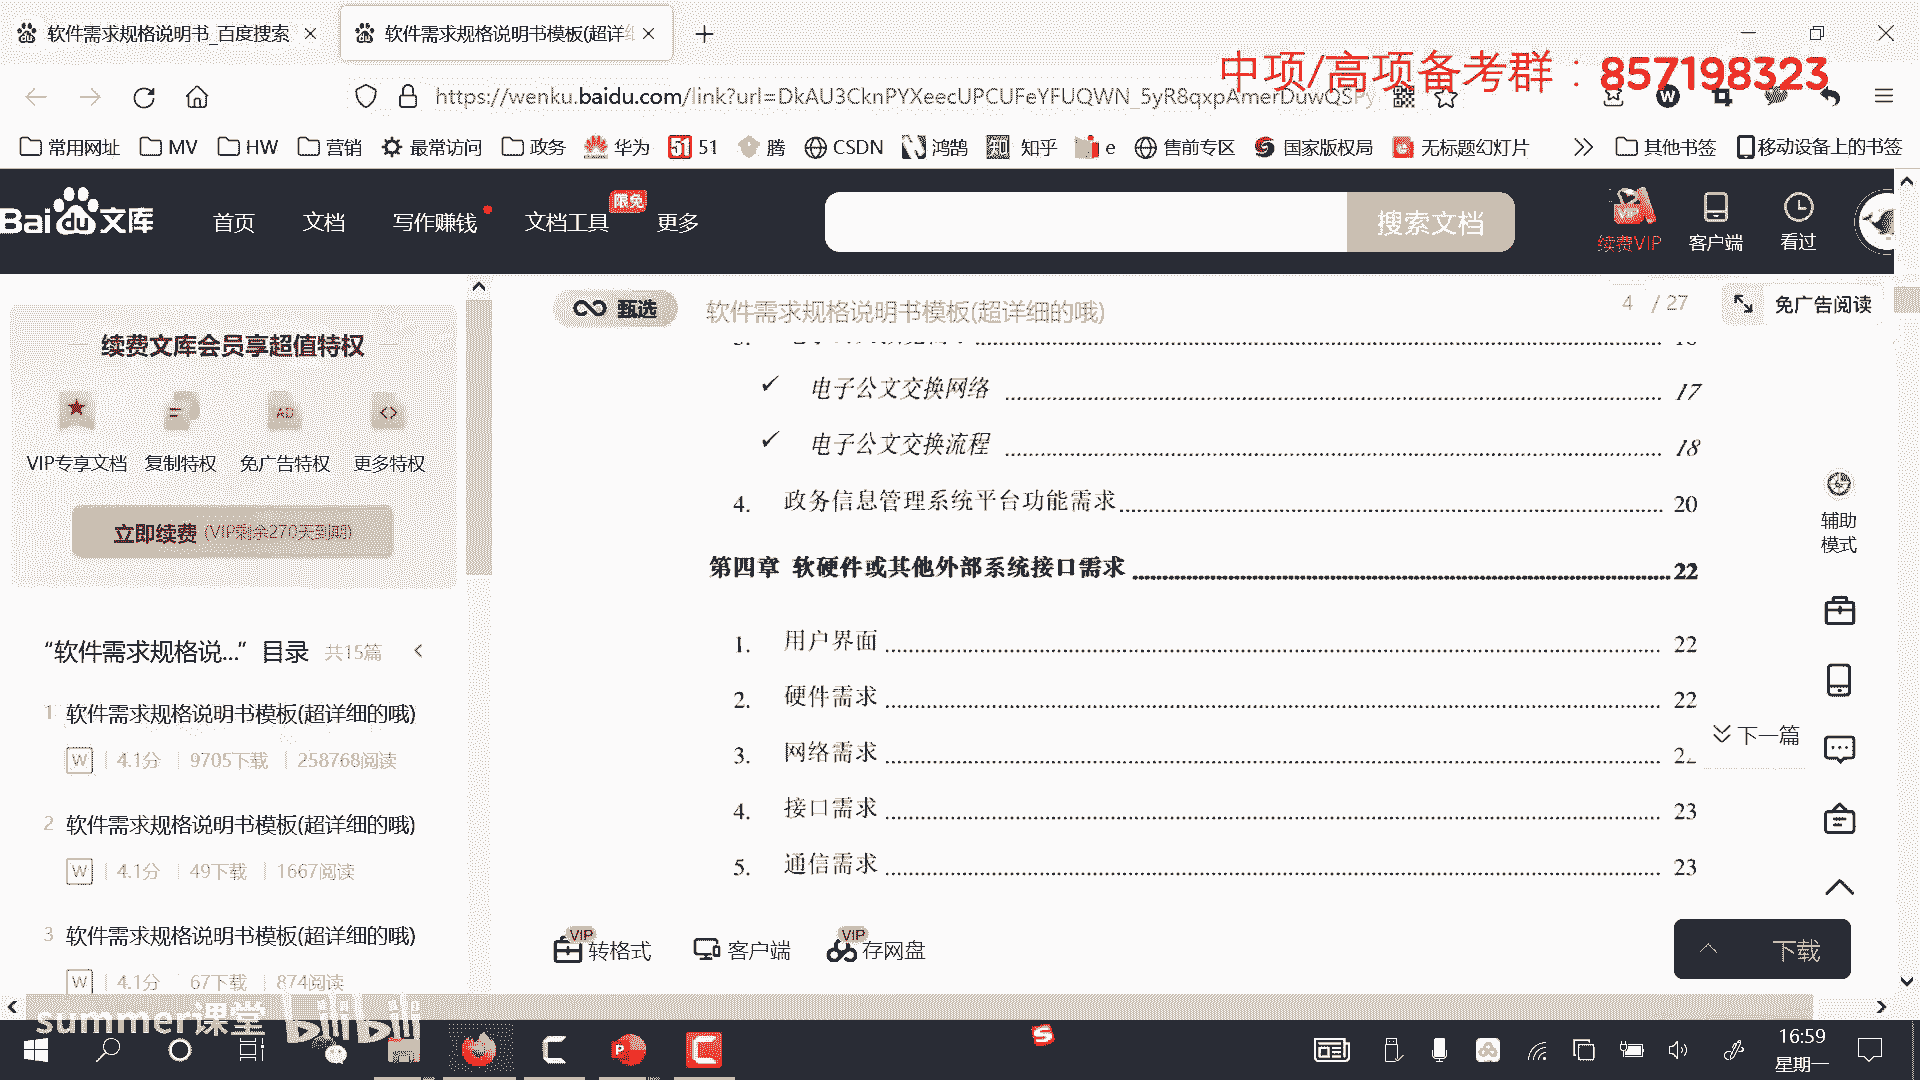 软件需求规格说明书_百度搜索
软件需求规格说明书模板(超详细
中项/高项备考群：857198323
https://wenku.baidu.com/link?url=DkAU3CknPYXeecUPCUFeYFUQWN_5yR8qxpAmerDuwQSPy
常用网址 MV HW 营销 最常访问 政务 华为 51 腾 CSDN 鸿鹄 知乎 e 售前专区 国家版权局 无标题幻灯片 其他书签 移动设备上的书签
Bai du 文库 首页 文档 写作赚钱 文档工具 限免 更多 搜索文档 续费VIP 客户端 看过
甄选 软件需求规格说明书模板(超详细的哦) 4 / 27 免广告阅读
续费文库会员享超值特权
VIP专享文档 复制特权 免广告特权 更多特权
立即续费 (VIP剩余270天到期)
“软件需求规格说...” 目录 共15篇
1 软件需求规格说明书模板(超详细的哦)
W 4.1分 9705下载 258768阅读
2 软件需求规格说明书模板(超详细的哦)
W 4.1分 49下载 1667阅读
3 软件需求规格说明书模板(超详细的哦)
W 4.1分 67下载 874阅读
✓ 电子公文交换网络 17
✓ 电子公文交换流程 18
4. 政务信息管理系统平台功能需求 20
第四章 软硬件或其他外部系统接口需求 22
1. 用户界面 22
2. 硬件需求 22
3. 网络需求
4. 接口需求 23
5. 通信需求 23
辅助
模式
下一篇
VIP 转格式 客户端 VIP 存网盘 下载
summer课堂 bilibili
16:59
星期一